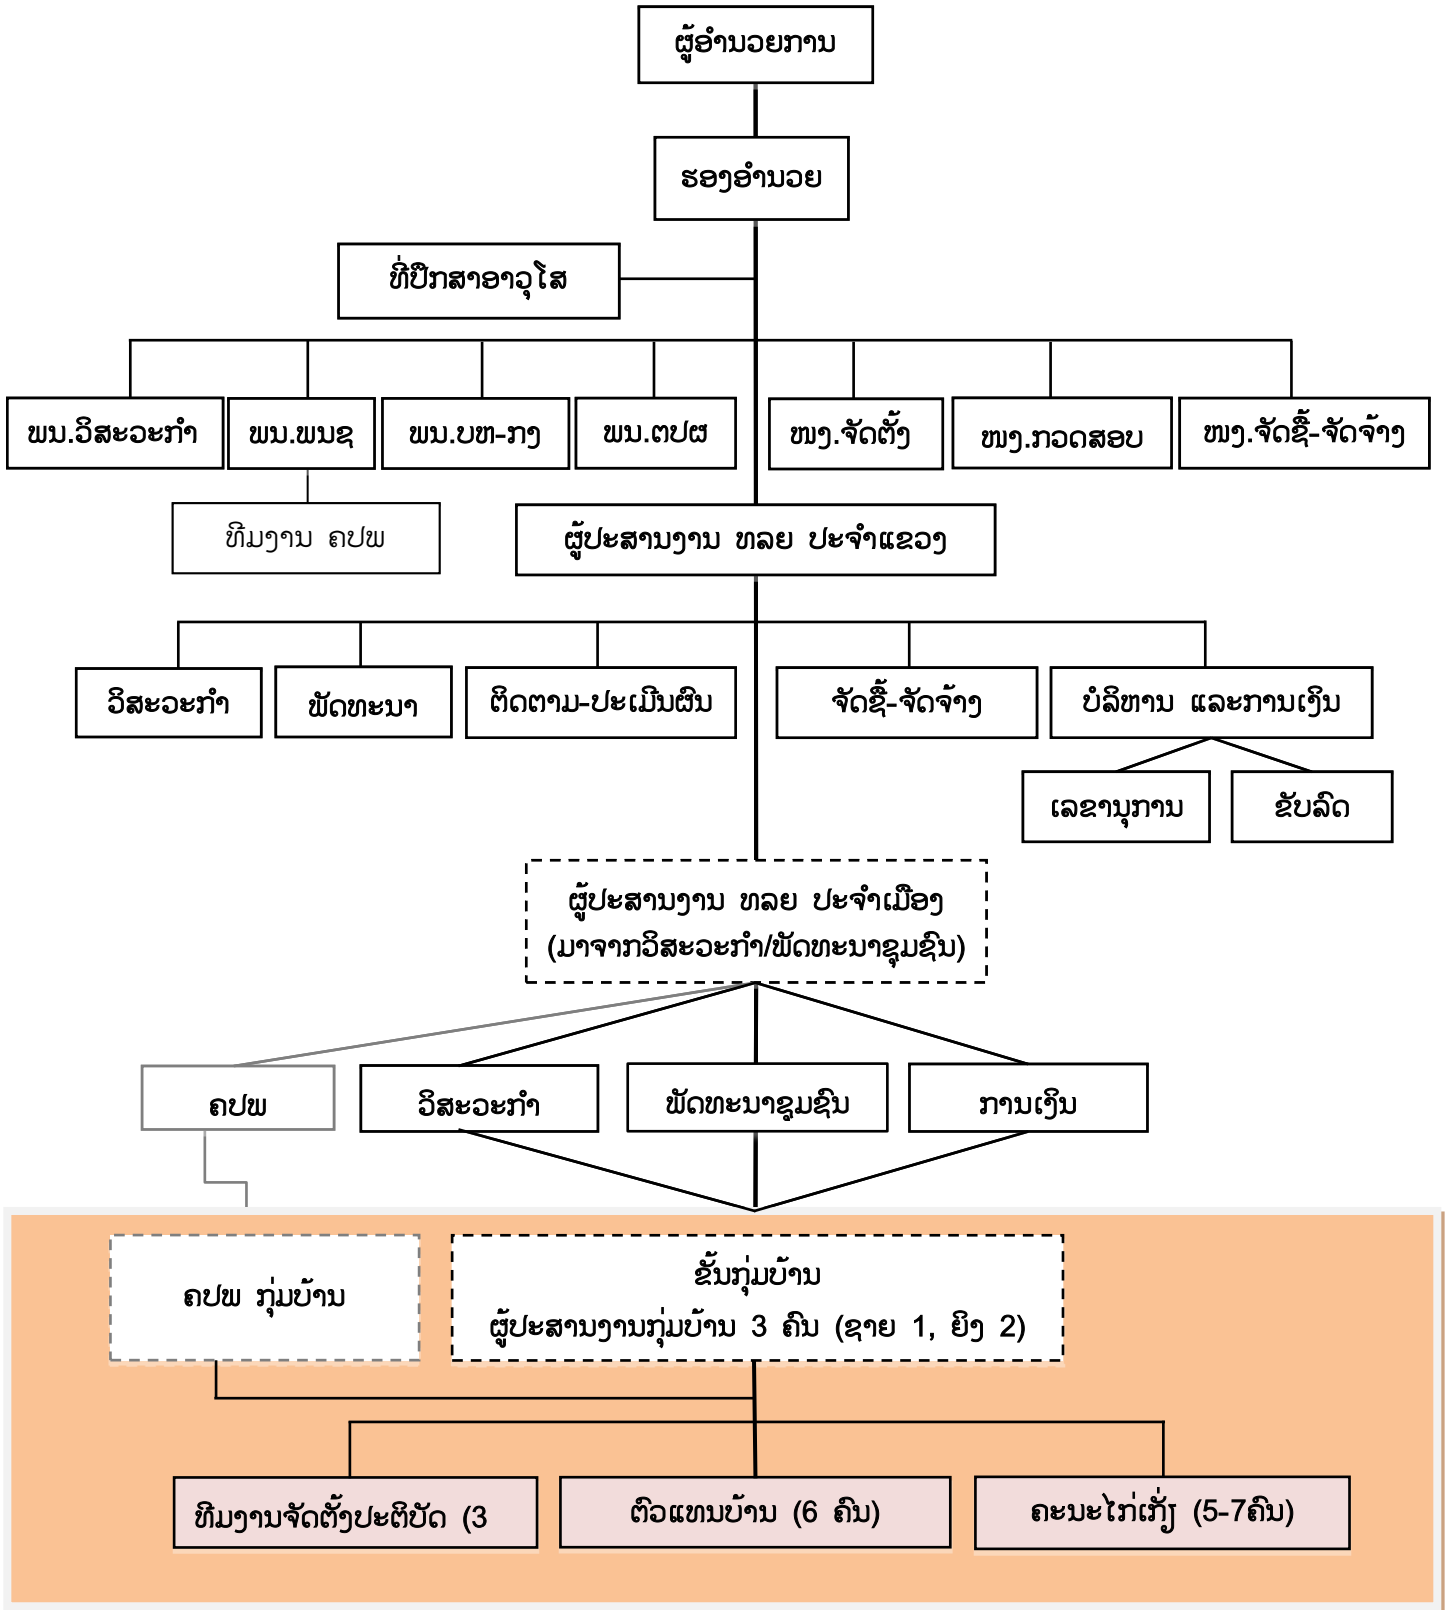 ຜູ້ອຳນວຍການ
ຮອງອຳນວຍ
ທີ່ປຶກສາອາວຸໂສ
ພນ.ວິສະວະກຳ
ພນ.ພນຊ
ພນ.ບຫ-ກງ
ພນ.ຕປຜ
ໜງ.ຈັດຕັ້ງ
ໜງ.ກວດສອບ
ໜງ.ຈັດຊື້-ຈັດຈ້າງ
ທີມງານ ຄປພ
ຜູ້ປະສານງານ ທລຍ ປະຈຳແຂວງ
ວິສະວະກຳ
ພັດທະນາ
ຕິດຕາມ-ປະເມີນຜົນ
ຈັດຊື້-ຈັດຈ້າງ
ບໍລິຫານ ແລະການເງິນ
ເລຂານຸການ
ຂັບລົດ
ຜູ້ປະສານງານ ທລຍ ປະຈຳເມືອງ
(ມາຈາກວິສະວະກຳ/ພັດທະນາຊຸມຊົນ)
ຄປພ
ວິສະວະກຳ
ພັດທະນາຊຸມຊົນ
ການເງິນ
ຄປພ ກຸ່ມບ້ານ
ຂັ້ນກຸ່ມບ້ານ
ຜູ້ປະສານງານກຸ່ມບ້ານ 3 ຄົນ (ຊາຍ 1, ຍິງ 2)
ທີມງານຈັດຕັ້ງປະຕິບັດ (3
ຕົວແທນບ້ານ (6 ຄົນ)
ຄະນະໄກ່ເກັ່ຽ (5-7ຄົນ)